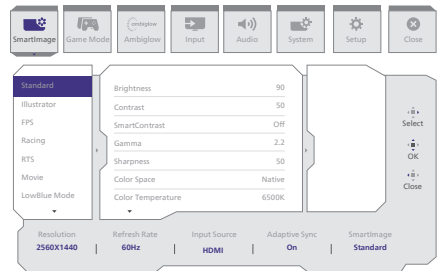 SmartImage Game Mode Ambiglow Input Audio System Setup Close
ambiglow
Standard
Illustrator
FPS
Racing
RTS
Movie
LowBlue Mode
Brightness 90
Contrast 50
SmartContrast Off
Gamma 2.2
Sharpness 50
Color Space Native
Color Temperature 6500K
Select
OK
Close
Resolution Refresh Rate Input Source Adaptive Sync SmartImage
2560X1440 | 60Hz | HDMI | On | Standard